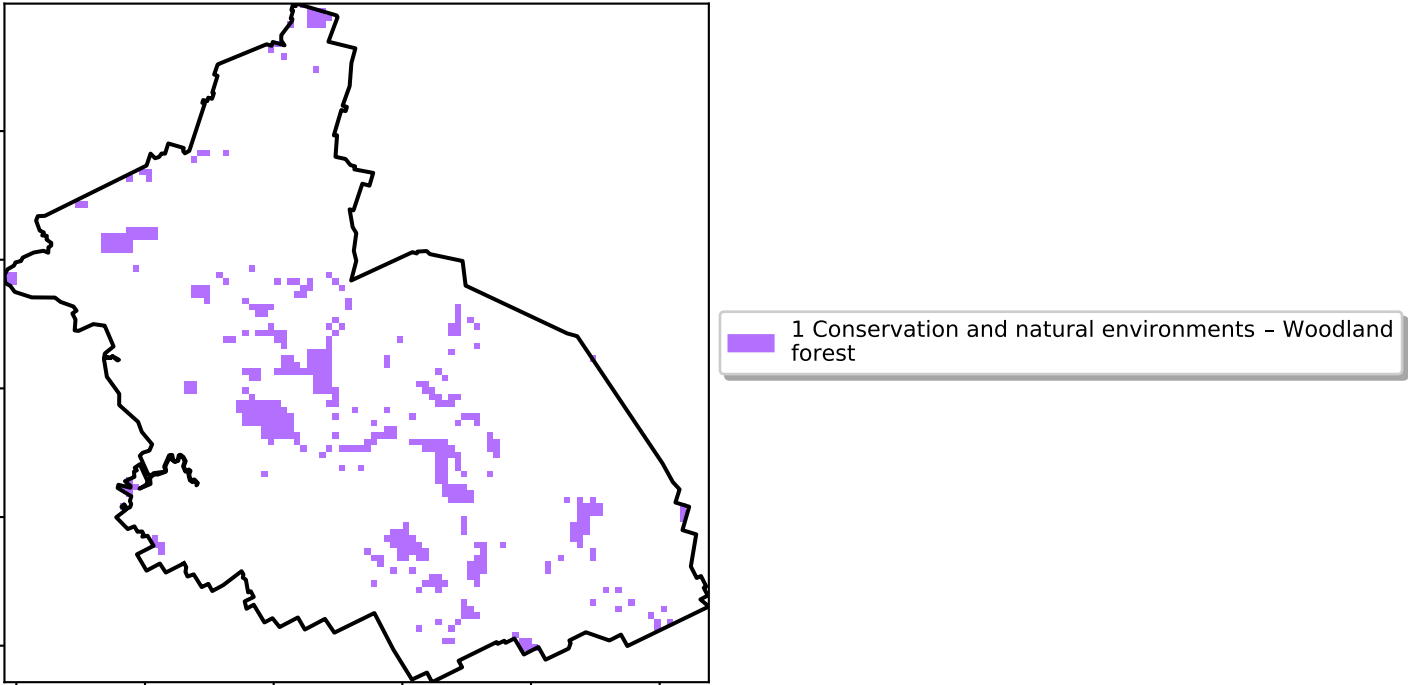 1 Conservation and natural environments – Woodland
forest